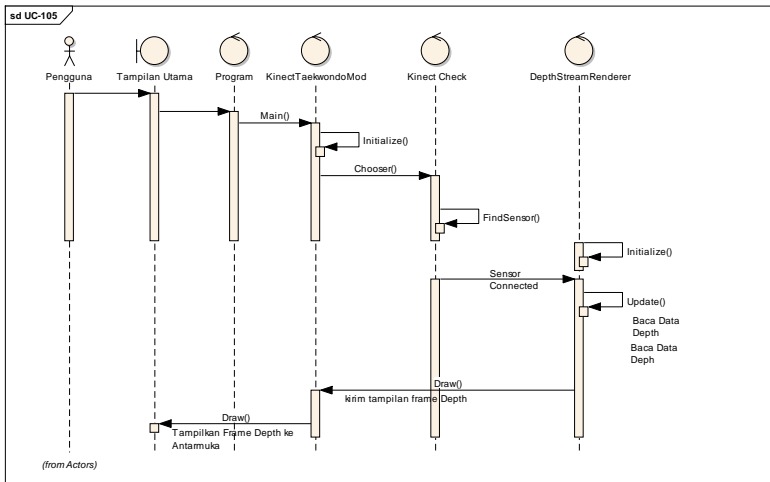 sd UC-105
Pengguna
Tampilan Utama
Program
KinectTaekwondoMod
Kinect Check
DepthStreamRenderer
Main()
Initialize()
Chooser()
FindSensor()
Initialize()
Sensor
Connected
Update()
Baca Data
Depth
Baca Data
Deph
Draw()
kirim tampilan frame Depth
Draw()
Tampilkan Frame Depth ke
Antarmuka
(from Actors)